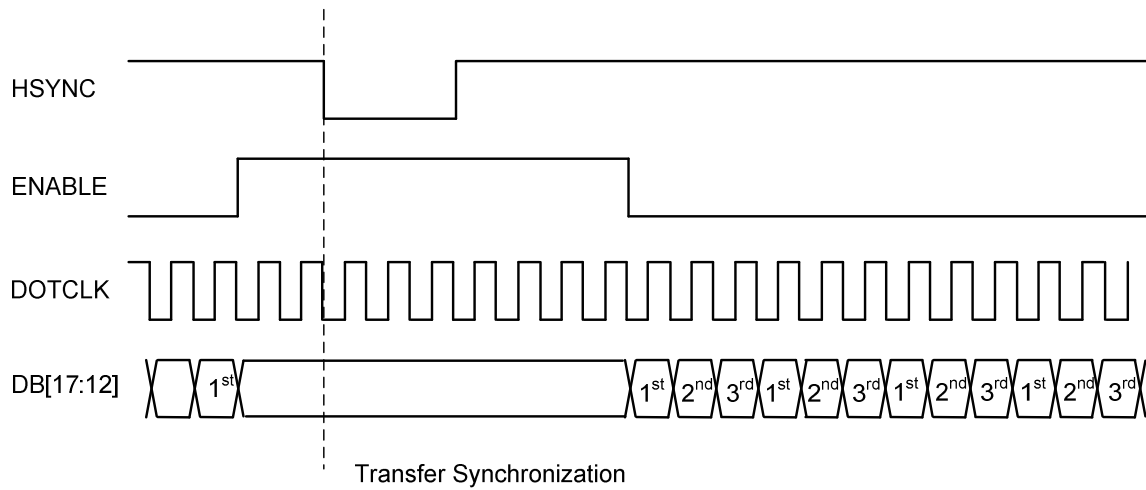 HSYNC
ENABLE
DOTCLK
DB[17:12] 1st 1st 2nd 3rd 1st 2nd 3rd 1st 2nd 3rd 1st 2nd 3rd
Transfer Synchronization